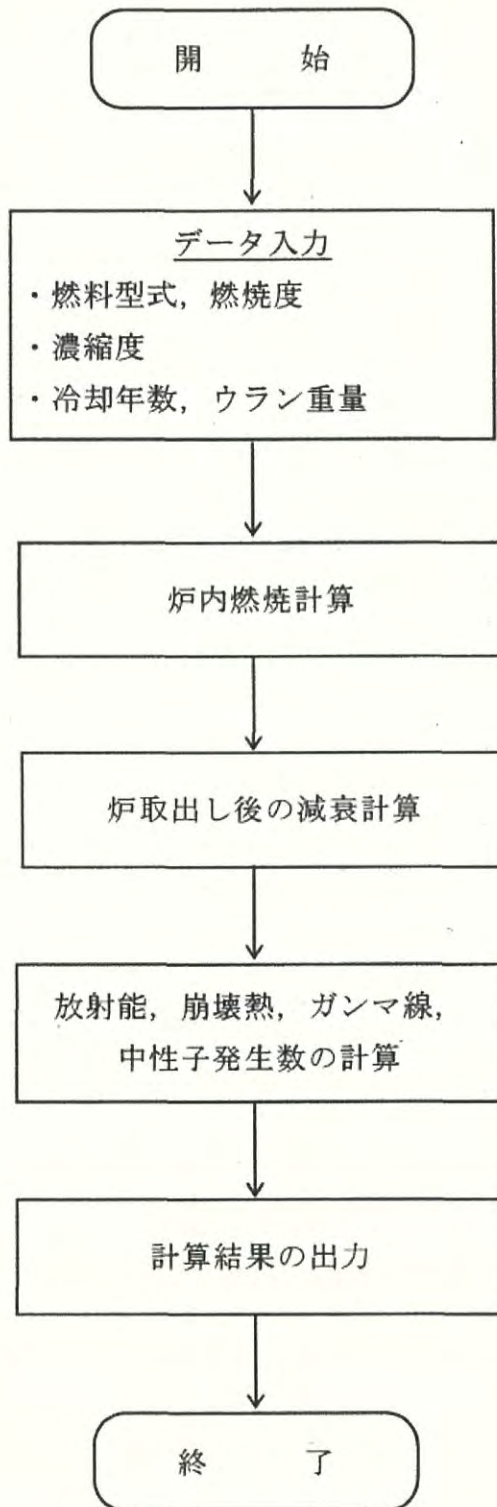 開　　始
データ入力
・燃料型式，燃焼度
・濃縮度
・冷却年数，ウラン重量
炉内燃焼計算
炉取出し後の減衰計算
放射能，崩壊熱，ガンマ線，
中性子発生数の計算
計算結果の出力
終　　了